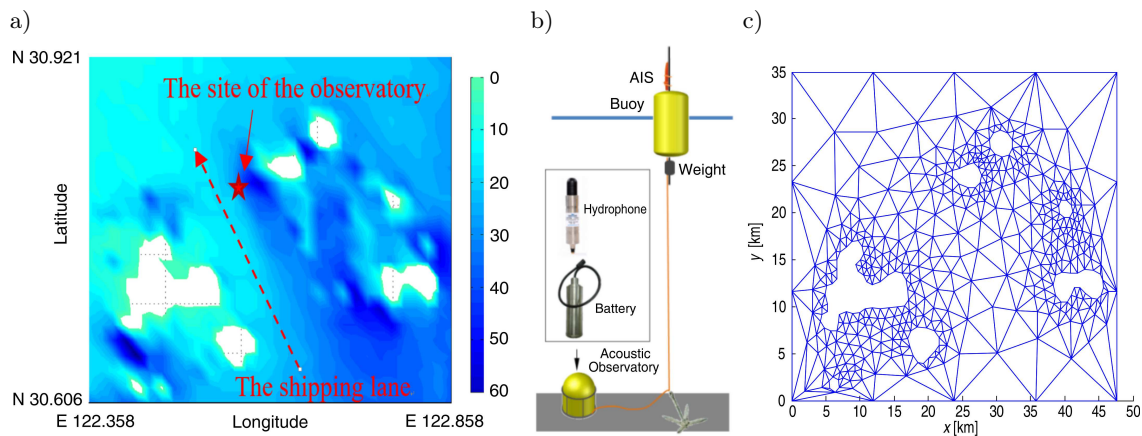 a)
N 30.921
The site of the observatory
Latitude
The shipping lane
N 30.606
E 122.358
Longitude
E 122.858
0
10
20
30
40
50
60
b)
AIS
Buoy
Weight
Hydrophone
Battery
Acoustic
Observatory
c)
35
30
25
20
15
10
5
0
y [km]
0
5
10
15
20
25
30
35
40
45
50
x [km]